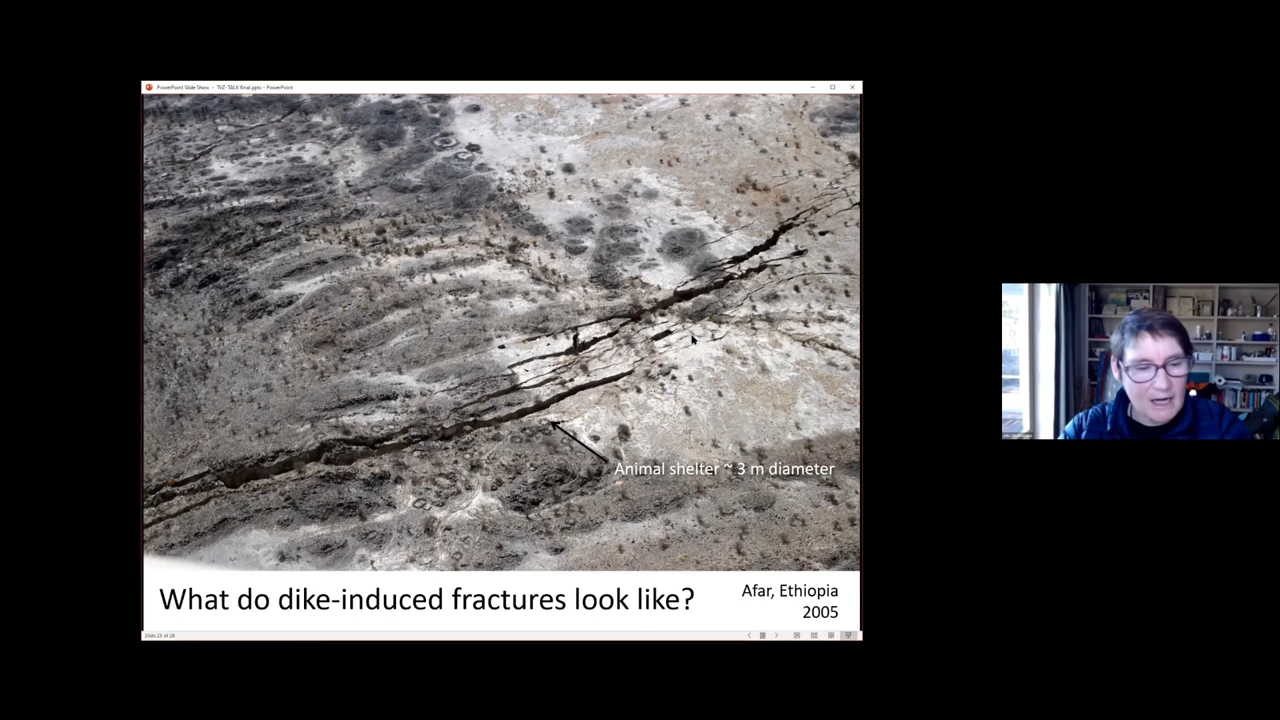 PowerPoint Slide Show - TVZ-TALK final.pptx - PowerPoint
Animal shelter ~ 3 m diameter
What do dike-induced fractures look like?
Afar, Ethiopia
2005